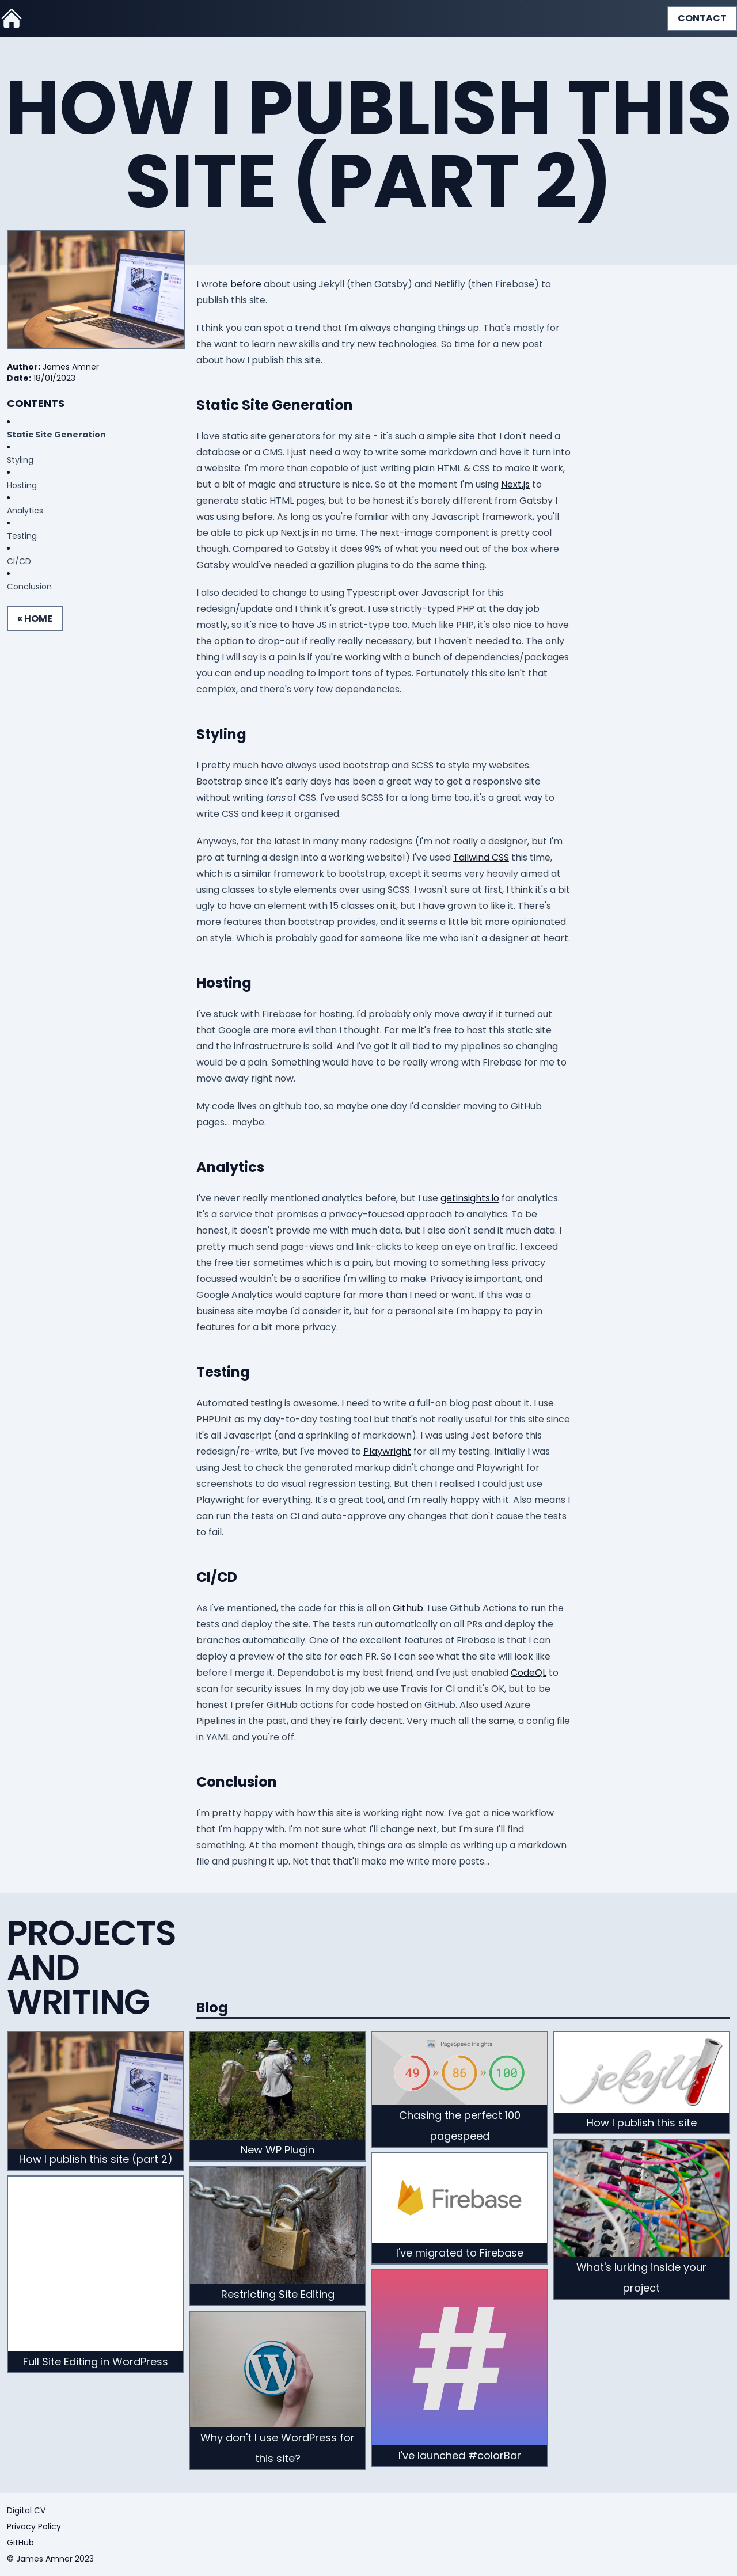 CONTACT
HOW I PUBLISH THIS
SITE (PART 2)
Author: James Amner
Date: 18/01/2023
CONTENTS
Static Site Generation
Styling
Hosting
Analytics
Testing
CI/CD
Conclusion
« HOME
I wrote before about using Jekyll (then Gatsby) and Netlifly (then Firebase) to
publish this site.
I think you can spot a trend that I'm always changing things up. That's mostly for
the want to learn new skills and try new technologies. So time for a new post
about how I publish this site.
Static Site Generation
I love static site generators for my site - it's such a simple site that I don't need a
database or a CMS. I just need a way to write some markdown and have it turn into
a website. I'm more than capable of just writing plain HTML & CSS to make it work,
but a bit of magic and structure is nice. So at the moment I'm using Next.js to
generate static HTML pages, but to be honest it's barely different from Gatsby I
was using before. As long as you're familiar with any Javascript framework, you'll
be able to pick up Next.js in no time. The next-image component is pretty cool
though. Compared to Gatsby it does 99% of what you need out of the box where
Gatsby would've needed a gazillion plugins to do the same thing.
I also decided to change to using Typescript over Javascript for this
redesign/update and I think it's great. I use strictly-typed PHP at the day job
mostly, so it's nice to have JS in strict-type too. Much like PHP, it's also nice to have
the option to drop-out if really really necessary, but I haven't needed to. The only
thing I will say is a pain is if you're working with a bunch of dependencies/packages
you can end up needing to import tons of types. Fortunately this site isn't that
complex, and there's very few dependencies.
Styling
I pretty much have always used bootstrap and SCSS to style my websites.
Bootstrap since it's early days has been a great way to get a responsive site
without writing tons of CSS. I've used SCSS for a long time too, it's a great way to
write CSS and keep it organised.
Anyways, for the latest in many many redesigns (I'm not really a designer, but I'm
pro at turning a design into a working website!) I've used Tailwind CSS this time,
which is a similar framework to bootstrap, except it seems very heavily aimed at
using classes to style elements over using SCSS. I wasn't sure at first, I think it's a bit
ugly to have an element with 15 classes on it, but I have grown to like it. There's
more features than bootstrap provides, and it seems a little bit more opinionated
on style. Which is probably good for someone like me who isn't a designer at heart.
Hosting
I've stuck with Firebase for hosting. I'd probably only move away if it turned out
that Google are more evil than I thought. For me it's free to host this static site
and the infrastructrure is solid. And I've got it all tied to my pipelines so changing
would be a pain. Something would have to be really wrong with Firebase for me to
move away right now.
My code lives on github too, so maybe one day I'd consider moving to GitHub
pages... maybe.
Analytics
I've never really mentioned analytics before, but I use getinsights.io for analytics.
It's a service that promises a privacy-foucsed approach to analytics. To be
honest, it doesn't provide me with much data, but I also don't send it much data. I
pretty much send page-views and link-clicks to keep an eye on traffic. I exceed
the free tier sometimes which is a pain, but moving to something less privacy
focussed wouldn't be a sacrifice I'm willing to make. Privacy is important, and
Google Analytics would capture far more than I need or want. If this was a
business site maybe I'd consider it, but for a personal site I'm happy to pay in
features for a bit more privacy.
Testing
Automated testing is awesome. I need to write a full-on blog post about it. I use
PHPUnit as my day-to-day testing tool but that's not really useful for this site since
it's all Javascript (and a sprinkling of markdown). I was using Jest before this
redesign/re-write, but I've moved to Playwright for all my testing. Initially I was
using Jest to check the generated markup didn't change and Playwright for
screenshots to do visual regression testing. But then I realised I could just use
Playwright for everything. It's a great tool, and I'm really happy with it. Also means I
can run the tests on CI and auto-approve any changes that don't cause the tests
to fail.
CI/CD
As I've mentioned, the code for this is all on Github. I use Github Actions to run the
tests and deploy the site. The tests run automatically on all PRs and deploy the
branches automatically. One of the excellent features of Firebase is that I can
deploy a preview of the site for each PR. So I can see what the site will look like
before I merge it. Dependabot is my best friend, and I've just enabled CodeQL to
scan for security issues. In my day job we use Travis for CI and it's OK, but to be
honest I prefer GitHub actions for code hosted on GitHub. Also used Azure
Pipelines in the past, and they're fairly decent. Very much all the same, a config file
in YAML and you're off.
Conclusion
I'm pretty happy with how this site is working right now. I've got a nice workflow
that I'm happy with. I'm not sure what I'll change next, but I'm sure I'll find
something. At the moment though, things are as simple as writing up a markdown
file and pushing it up. Not that that'll make me write more posts...
PROJECTS
AND
WRITING
Blog
How I publish this site (part 2)
Full Site Editing in WordPress
New WP Plugin
Restricting Site Editing
Why don't I use WordPress for
this site?
PageSpeed Insights
49 » 86 » 100
Chasing the perfect 100
pagespeed
Firebase
I've migrated to Firebase
#
I've launched #colorBar
jekyll
How I publish this site
What's lurking inside your
project
Digital CV
Privacy Policy
GitHub
© James Amner 2023